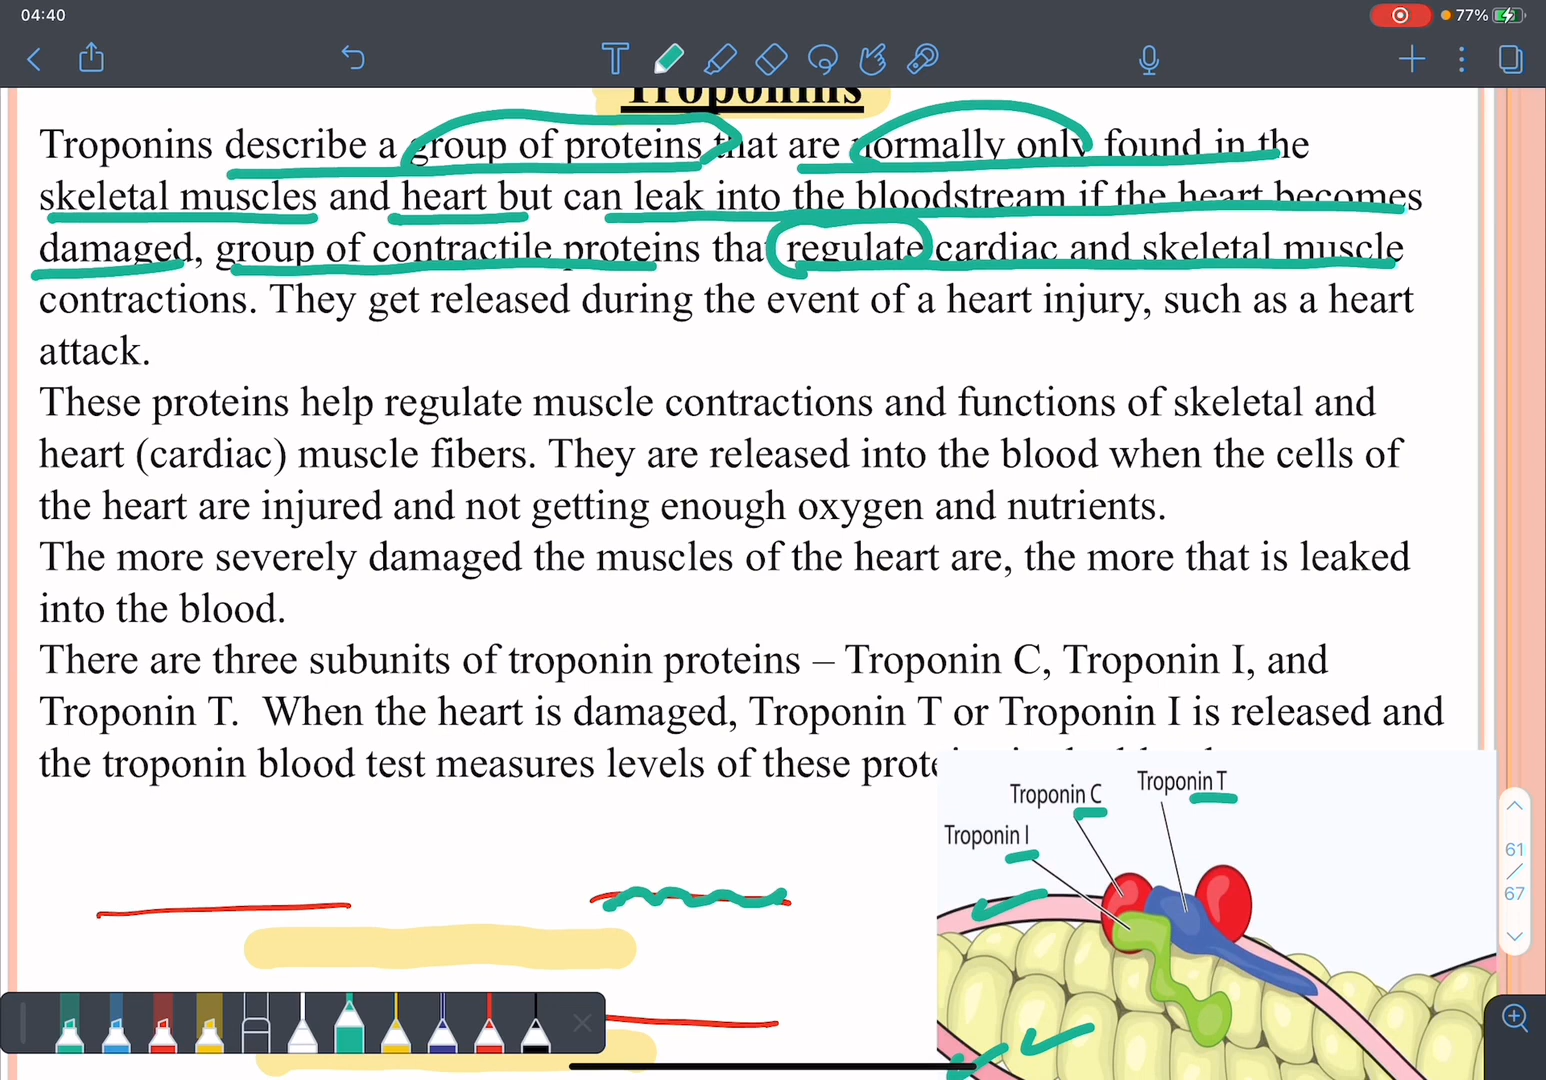 04:40
77%
Troponins
Troponins describe a group of proteins that are normally only found in the
skeletal muscles and heart but can leak into the bloodstream if the heart becomes
damaged, group of contractile proteins that regulate cardiac and skeletal muscle
contractions. They get released during the event of a heart injury, such as a heart
attack.
These proteins help regulate muscle contractions and functions of skeletal and
heart (cardiac) muscle fibers. They are released into the blood when the cells of
the heart are injured and not getting enough oxygen and nutrients.
The more severely damaged the muscles of the heart are, the more that is leaked
into the blood.
There are three subunits of troponin proteins – Troponin C, Troponin I, and
Troponin T.  When the heart is damaged, Troponin T or Troponin I is released and
the troponin blood test measures levels of these prote
Troponin C
Troponin T
Troponin I
61
67